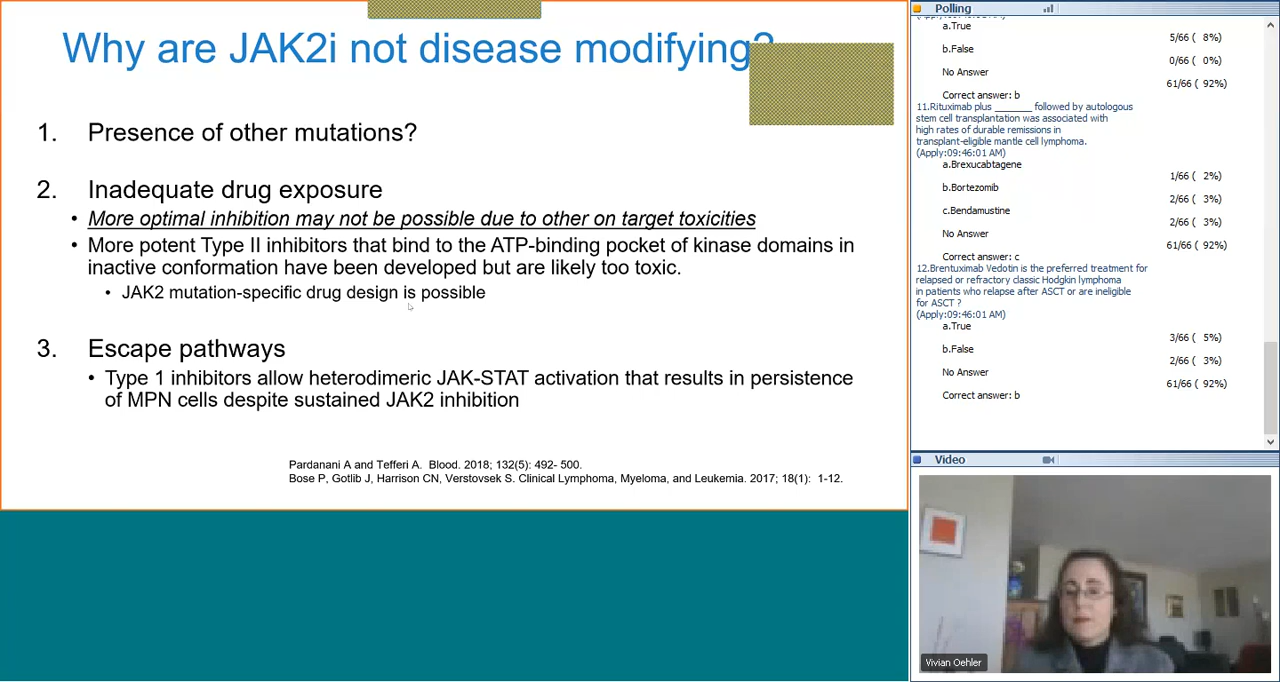 Why are JAK2i not disease modifying?
1. Presence of other mutations?
2. Inadequate drug exposure
• More optimal inhibition may not be possible due to other on target toxicities
• More potent Type II inhibitors that bind to the ATP-binding pocket of kinase domains in
inactive conformation have been developed but are likely too toxic.
• JAK2 mutation-specific drug design is possible
3. Escape pathways
• Type 1 inhibitors allow heterodimeric JAK-STAT activation that results in persistence
of MPN cells despite sustained JAK2 inhibition
Pardanani A and Tefferi A. Blood. 2018; 132(5): 492- 500.
Bose P, Gotlib J, Harrison CN, Verstovsek S. Clinical Lymphoma, Myeloma, and Leukemia. 2017; 18(1): 1-12.
Polling
a.True
5/66 ( 8%)
b.False
0/66 ( 0%)
No Answer
61/66 ( 92%)
Correct answer: b
11.Rituximab plus _______ followed by autologous
stem cell transplantation was associated with
high rates of durable remissions in
transplant-eligible mantle cell lymphoma.
(Apply:09:46:01 AM)
a.Brexucabtagene
1/66 ( 2%)
b.Bortezomib
2/66 ( 3%)
c.Bendamustine
2/66 ( 3%)
No Answer
61/66 ( 92%)
Correct answer: c
12.Brentuximab Vedotin is the preferred treatment for
relapsed or refractory classic Hodgkin lymphoma
in patients who relapse after ASCT or are ineligible
for ASCT ?
(Apply:09:46:01 AM)
a.True
3/66 ( 5%)
b.False
2/66 ( 3%)
No Answer
61/66 ( 92%)
Correct answer: b
Video
Vivian Oehler